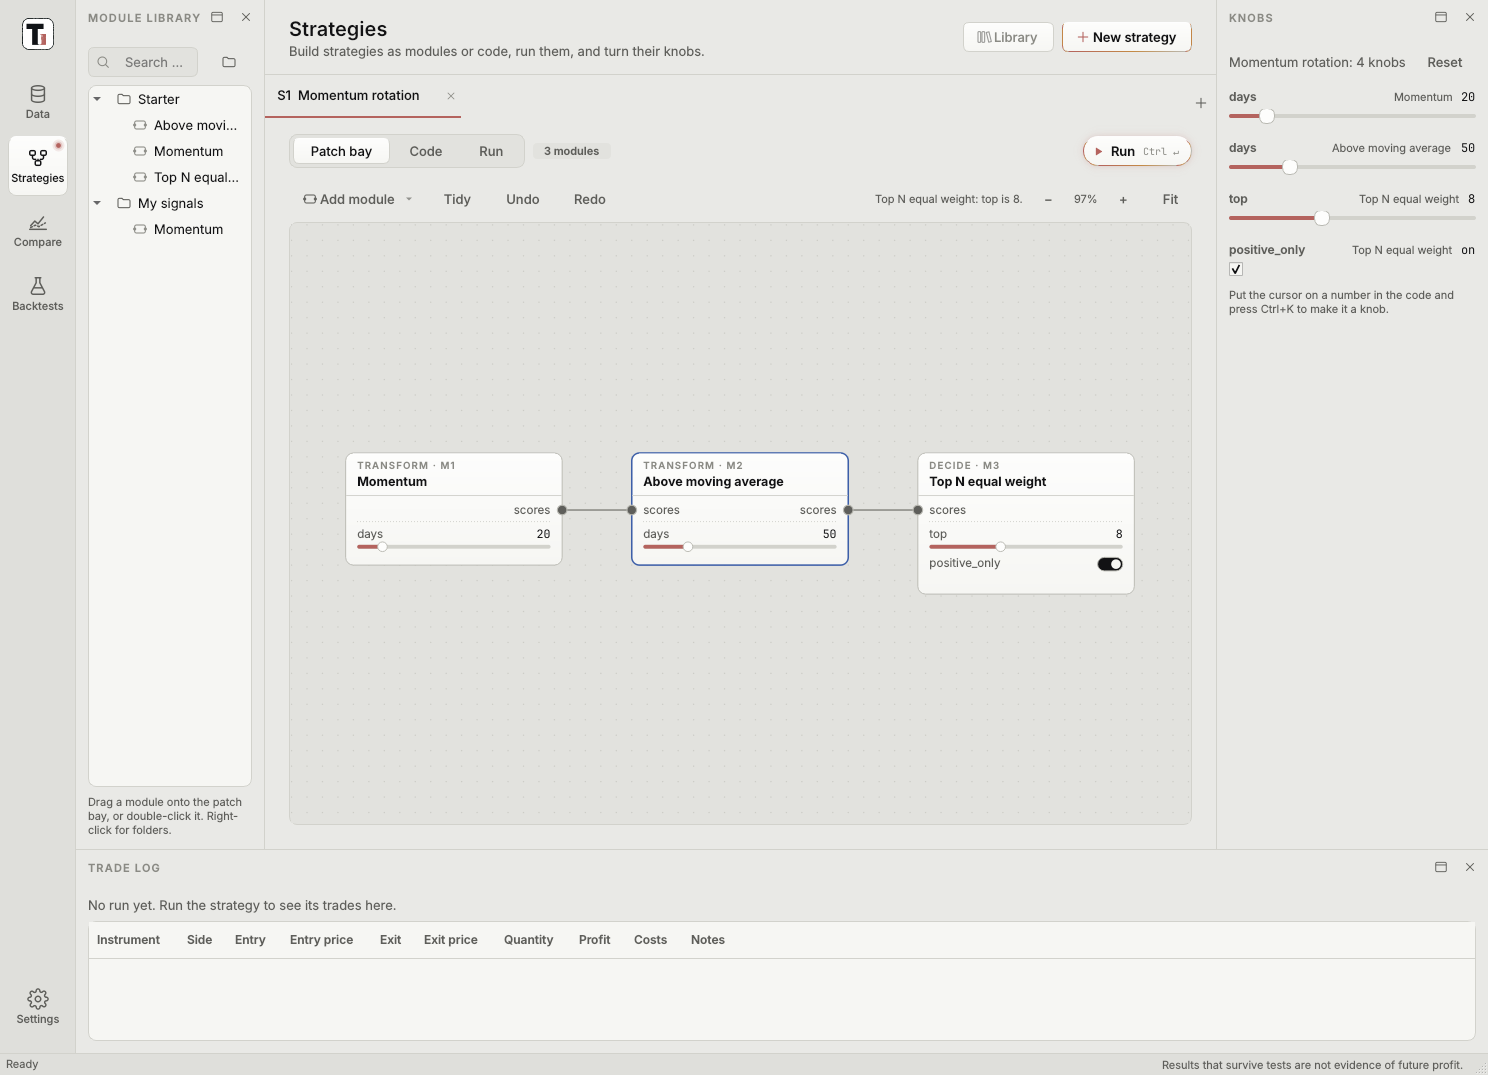 Ti
Data
Strategies
Compare
Backtests
Settings
MODULE LIBRARY
Search ...
Starter
Above movi...
Momentum
Top N equal...
My signals
Momentum
Drag a module onto the patch
bay, or double-click it. Right-
click for folders.
Strategies
Build strategies as modules or code, run them, and turn their knobs.
Library
New strategy
S1 Momentum rotation
Patch bay
Code
Run
3 modules
Run Ctrl ↵
Add module
Tidy
Undo
Redo
Top N equal weight: top is 8.
− 97% +
Fit
TRANSFORM · M1
Momentum
scores
days 20
TRANSFORM · M2
Above moving average
scores scores
days 50
DECIDE · M3
Top N equal weight
scores
top 8
positive_only
KNOBS
Momentum rotation: 4 knobs
Reset
days Momentum 20
days Above moving average 50
top Top N equal weight 8
positive_only Top N equal weight on
Put the cursor on a number in the code and
press Ctrl+K to make it a knob.
TRADE LOG
No run yet. Run the strategy to see its trades here.
Instrument Side Entry Entry price Exit Exit price Quantity Profit Costs Notes
Ready
Results that survive tests are not evidence of future profit.